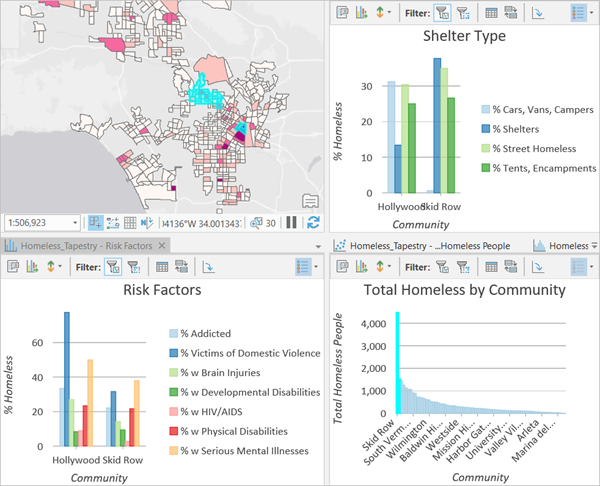 Filter:
Shelter Type
% Homeless
30
20
10
0
% Cars, Vans, Campers
% Shelters
% Street Homeless
% Tents, Encampments
Hollywood Skid Row
Community
1:506,923
04136°W 34.001343
30
Homeless_Tapestry - Risk Factors
Filter:
Risk Factors
% Homeless
80
60
40
20
0
% Addicted
% Victims of Domestic Violence
% w Brain Injuries
% w Developmental Disabilities
% w HIV/AIDS
% w Physical Disabilities
% w Serious Mental Illnesses
Hollywood Skid Row
Community
Homeless_Tapestry - ...Homeless People
Homeless
Filter:
Total Homeless by Community
Total Homeless People
4,000
3,000
2,000
1,000
0
Skid Row
South Verm...
Wilmington
Baldwin Hi...
Westside
Mission Hi...
Harbor Gat...
University...
Valley Vil...
Arleta
Marina del...
Community